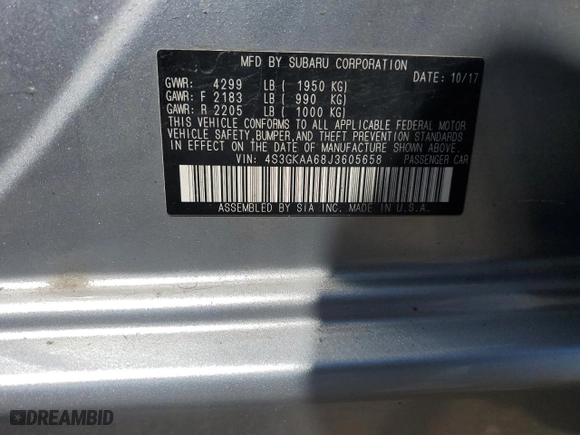 MFD BY SUBARU CORPORATION
GVWR: 4299 LB ( 1950 KG) DATE: 10/17
GAWR: F 2183 LB ( 990 KG)
GAWR: R 2205 LB ( 1000 KG)
THIS VEHICLE CONFORMS TO ALL APPLICABLE FEDERAL MOTOR
VEHICLE SAFETY, BUMPER, AND THEFT PREVENTION STANDARDS
IN EFFECT ON THE DATE OF MANUFACTURE SHOWN ABOVE.
VIN: 4S3GKAA68J3605658 PASSENGER CAR
ASSEMBLED BY SIA INC. MADE IN U.S.A.
DREAMBID